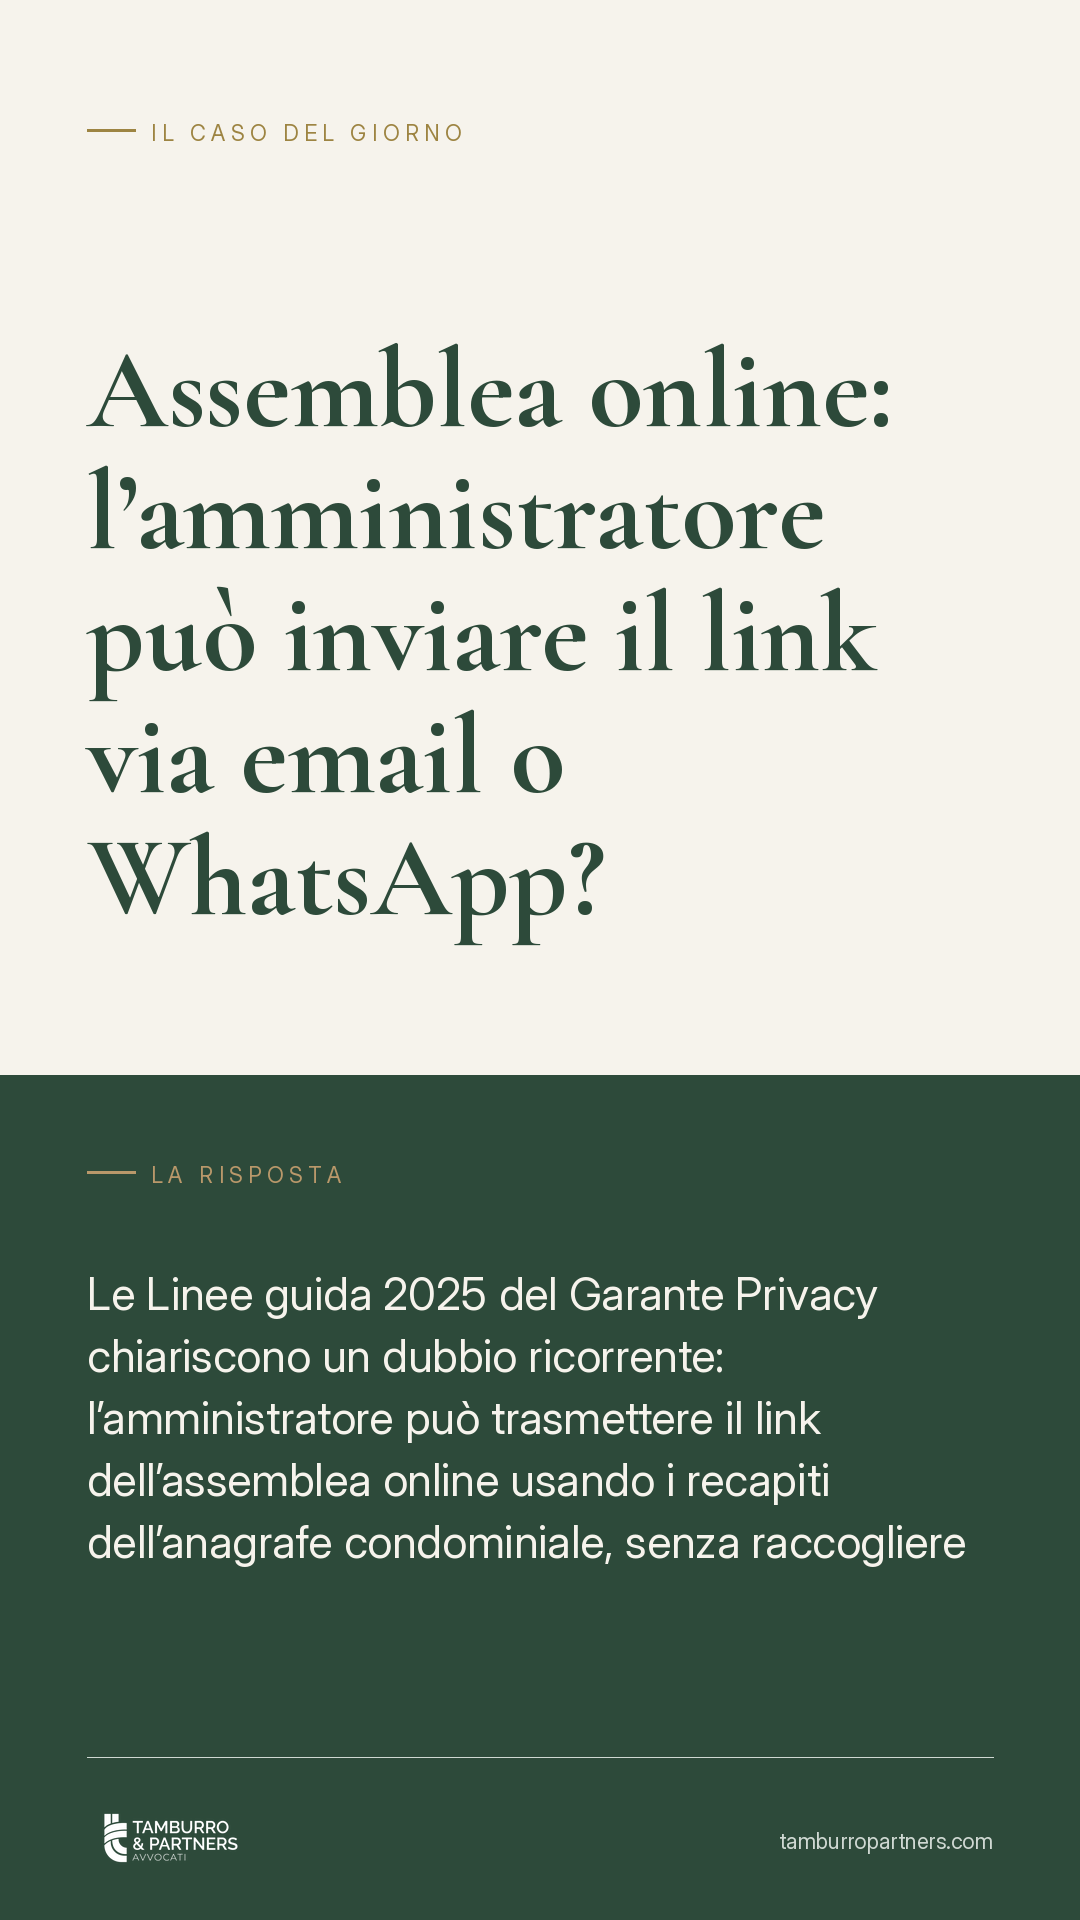 IL CASO DEL GIORNO
Assemblea online:
l’amministratore
può inviare il link
via email o
WhatsApp?
LA RISPOSTA
Le Linee guida 2025 del Garante Privacy
chiariscono un dubbio ricorrente:
l’amministratore può trasmettere il link
dell’assemblea online usando i recapiti
dell’anagrafe condominiale, senza raccogliere
TAMBURRO
& PARTNERS
AVVOCATI
tamburropartners.com